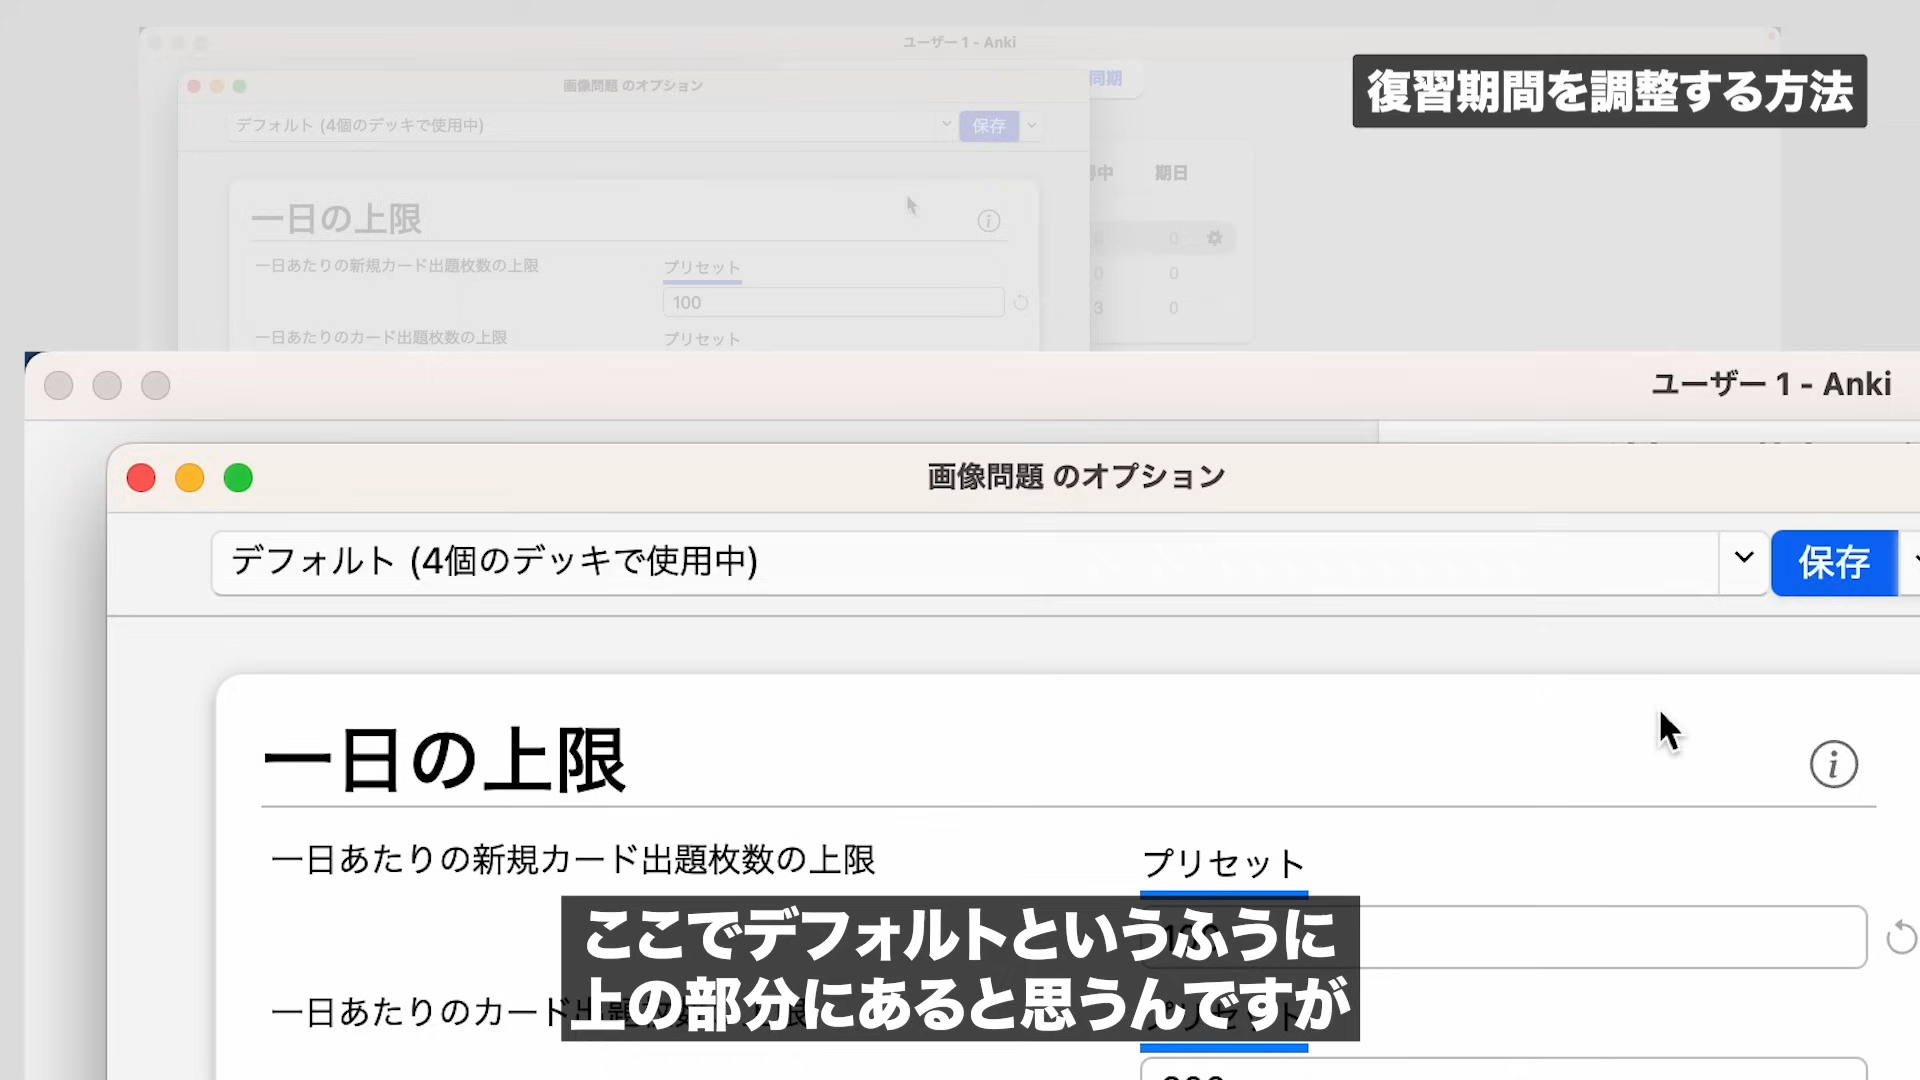 ユーザー 1 - Anki
画像問題 のオプション
同期
復習期間を調整する方法
デフォルト (4個のデッキで使用中)
保存
中 期日
一日の上限
0
一日あたりの新規カード出題枚数の上限
プリセット
0 0
100
3 0
一日あたりのカード出題枚数の上限
プリセット
ユーザー 1 - Anki
画像問題 のオプション
デフォルト (4個のデッキで使用中)
保存
一日の上限
一日あたりの新規カード出題枚数の上限
プリセット
ここでデフォルトというふうに
一日あたりのカード
上の部分にあると思うんですが